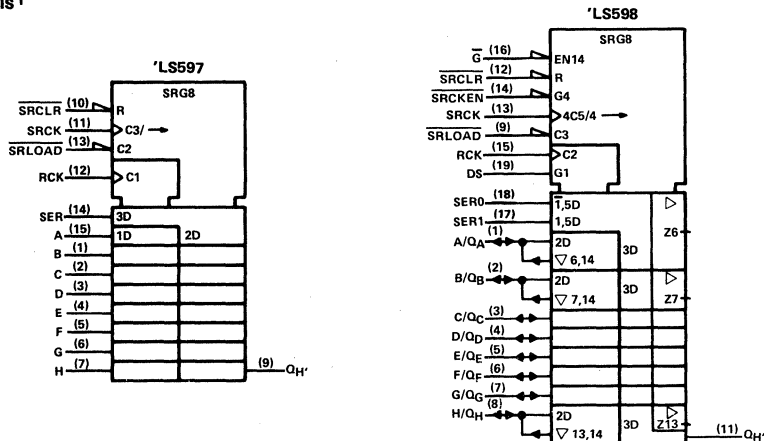 'LS597
SRG8
SRCLR (10) R
SRCK (11) C3/
SRLOAD (13) C2
RCK (12) C1
SER (14) 3D
A (15) 1D 2D
B (1)
C (2)
D (3)
E (4)
F (5)
G (6)
H (7) (9) QH'
'LS598
SRG8
G (16) EN14
SRCLR (12) R
SRCKEN (14) G4
SRCK (13) 4C5/4
SRLOAD (9) C3
RCK (15) C2
DS (19) G1
SER0 (18) 1,5D
SER1 (17) 1,5D Z6
A/QA (1) 2D 3D
6,14
B/QB (2) 2D 3D
7,14 Z7
C/QC (3)
D/QD (4)
E/QE (5)
F/QF (6)
G/QG (7)
H/QH (8) 2D 3D Z13
13,14 (11) QH'